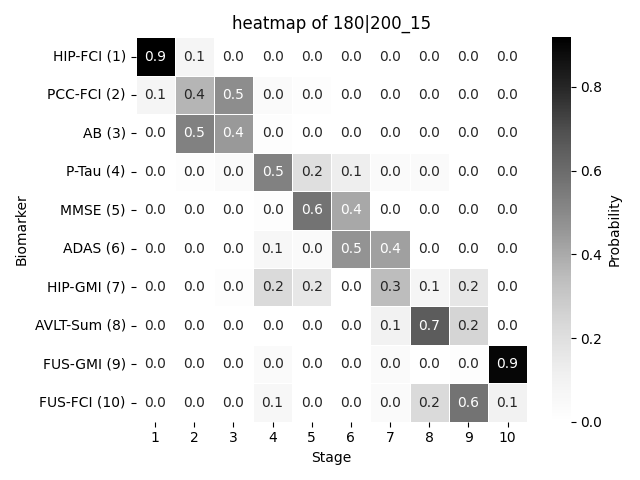 heatmap of 180|200_15
HIP-FCI (1) 0.9 0.1 0.0 0.0 0.0 0.0 0.0 0.0 0.0 0.0
PCC-FCI (2) 0.1 0.4 0.5 0.0 0.0 0.0 0.0 0.0 0.0 0.0
AB (3) 0.0 0.5 0.4 0.0 0.0 0.0 0.0 0.0 0.0 0.0
P-Tau (4) 0.0 0.0 0.0 0.5 0.2 0.1 0.0 0.0 0.0 0.0
MMSE (5) 0.0 0.0 0.0 0.0 0.6 0.4 0.0 0.0 0.0 0.0
ADAS (6) 0.0 0.0 0.0 0.1 0.0 0.5 0.4 0.0 0.0 0.0
HIP-GMI (7) 0.0 0.0 0.0 0.2 0.2 0.0 0.3 0.1 0.2 0.0
AVLT-Sum (8) 0.0 0.0 0.0 0.0 0.0 0.0 0.1 0.7 0.2 0.0
FUS-GMI (9) 0.0 0.0 0.0 0.0 0.0 0.0 0.0 0.0 0.0 0.9
FUS-FCI (10) 0.0 0.0 0.0 0.1 0.0 0.0 0.0 0.2 0.6 0.1
1 2 3 4 5 6 7 8 9 10
Stage
Biomarker
0.8
0.6
0.4
0.2
0.0
Probability